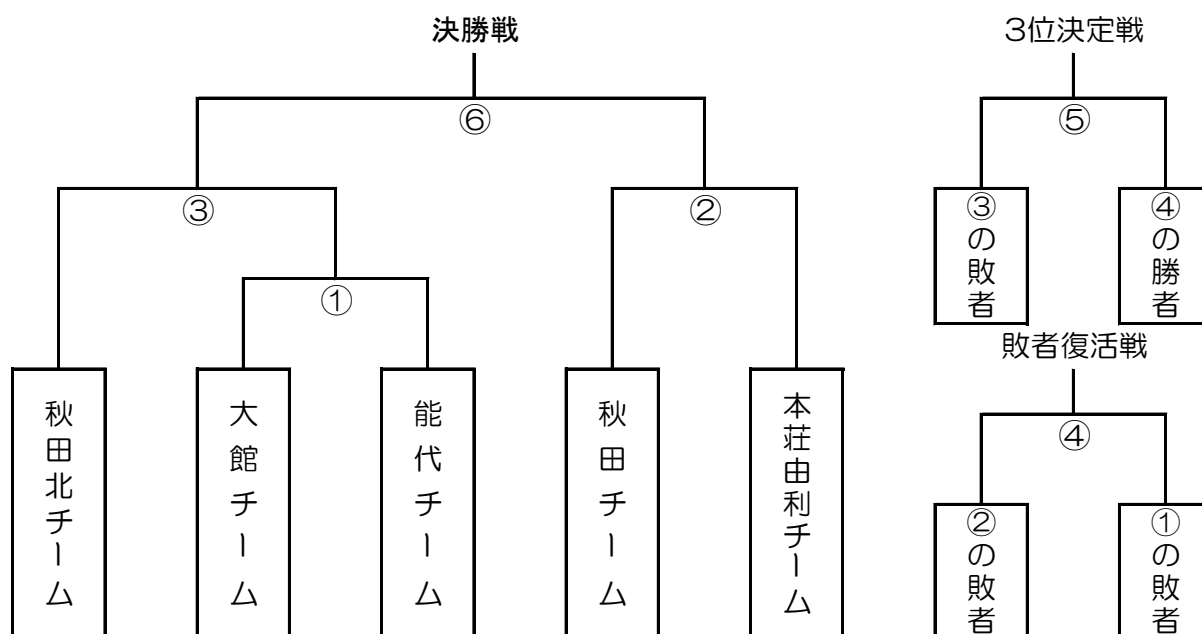 決勝戦
3位決定戦
⑥
⑤
③
②
③の敗者
④の勝者
①
敗者復活戦
④
秋田北チーム
大館チーム
能代チーム
秋田チーム
本荘由利チーム
②の敗者
①の敗者